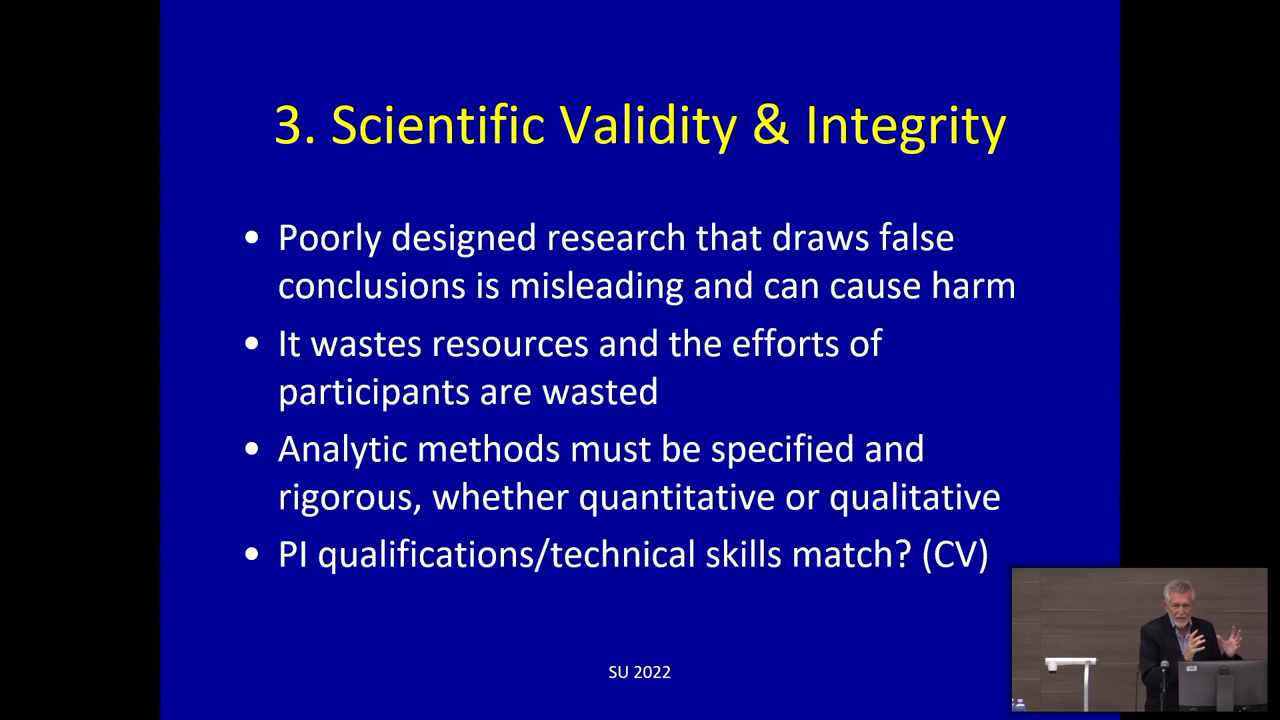 3. Scientific Validity & Integrity
• Poorly designed research that draws false
conclusions is misleading and can cause harm
• It wastes resources and the efforts of
participants are wasted
• Analytic methods must be specified and
rigorous, whether quantitative or qualitative
• PI qualifications/technical skills match? (CV)
SU 2022